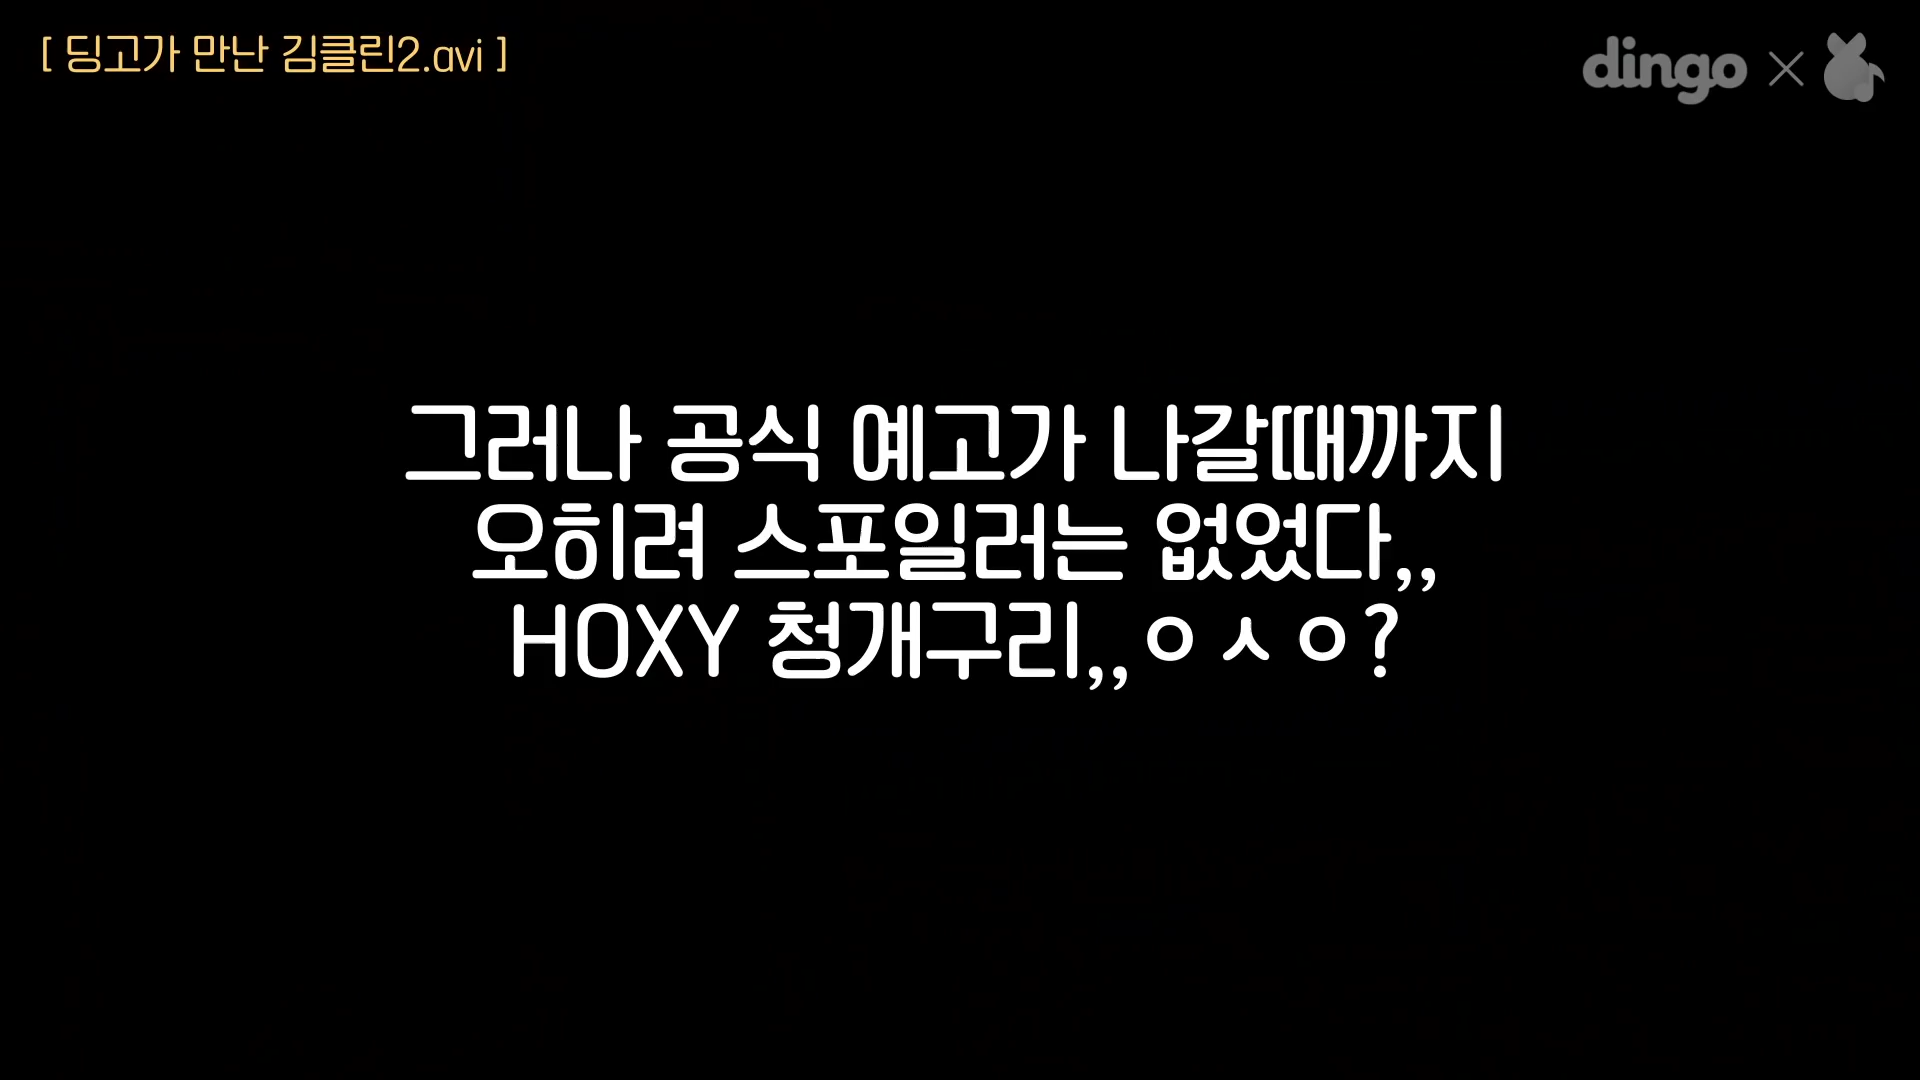 [ 딩고가 만난 김클린2.avi ]
dingo ×
그러나 공식 예고가 나갈때까지
오히려 스포일러는 없었다,,
HOXY 청개구리,,ㅇㅅㅇ?